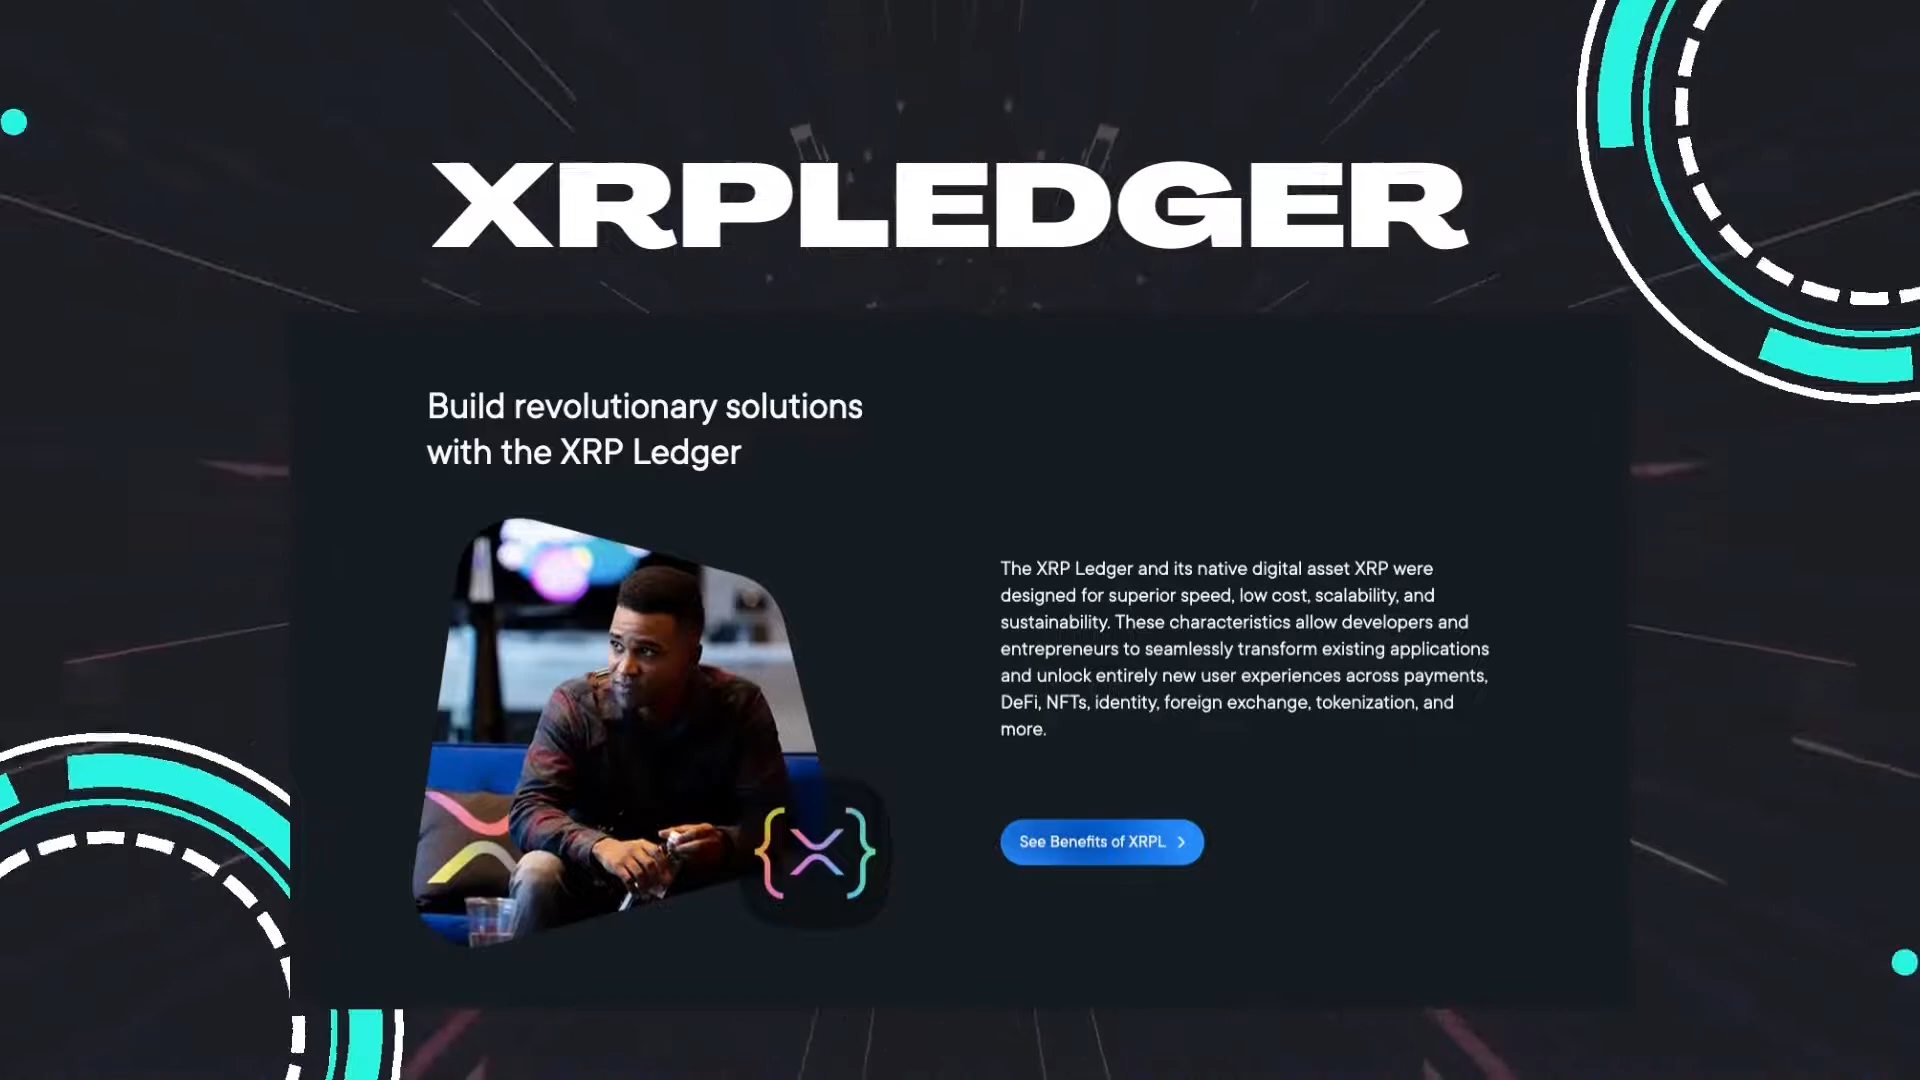 XRPLEDGER
Build revolutionary solutions
with the XRP Ledger
The XRP Ledger and its native digital asset XRP were
designed for superior speed, low cost, scalability, and
sustainability. These characteristics allow developers and
entrepreneurs to seamlessly transform existing applications
and unlock entirely new user experiences across payments,
DeFi, NFTs, identity, foreign exchange, tokenization, and
more.
See Benefits of XRPL